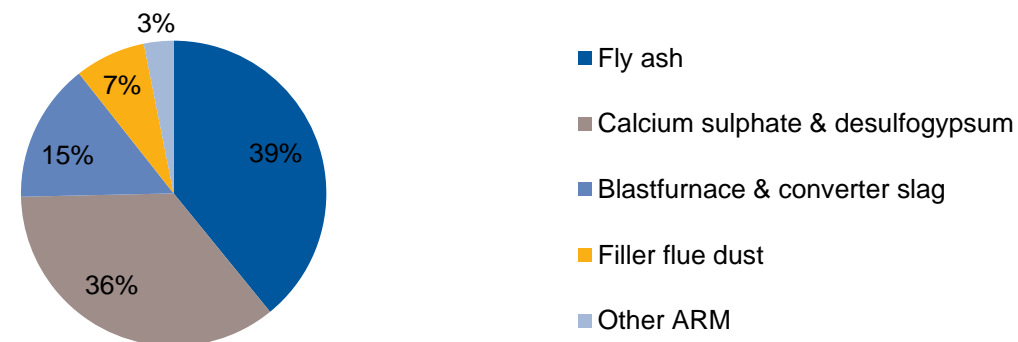 3%
7%
15%
39%
36%
Fly ash
Calcium sulphate & desulfogypsum
Blastfurnace & converter slag
Filler flue dust
Other ARM